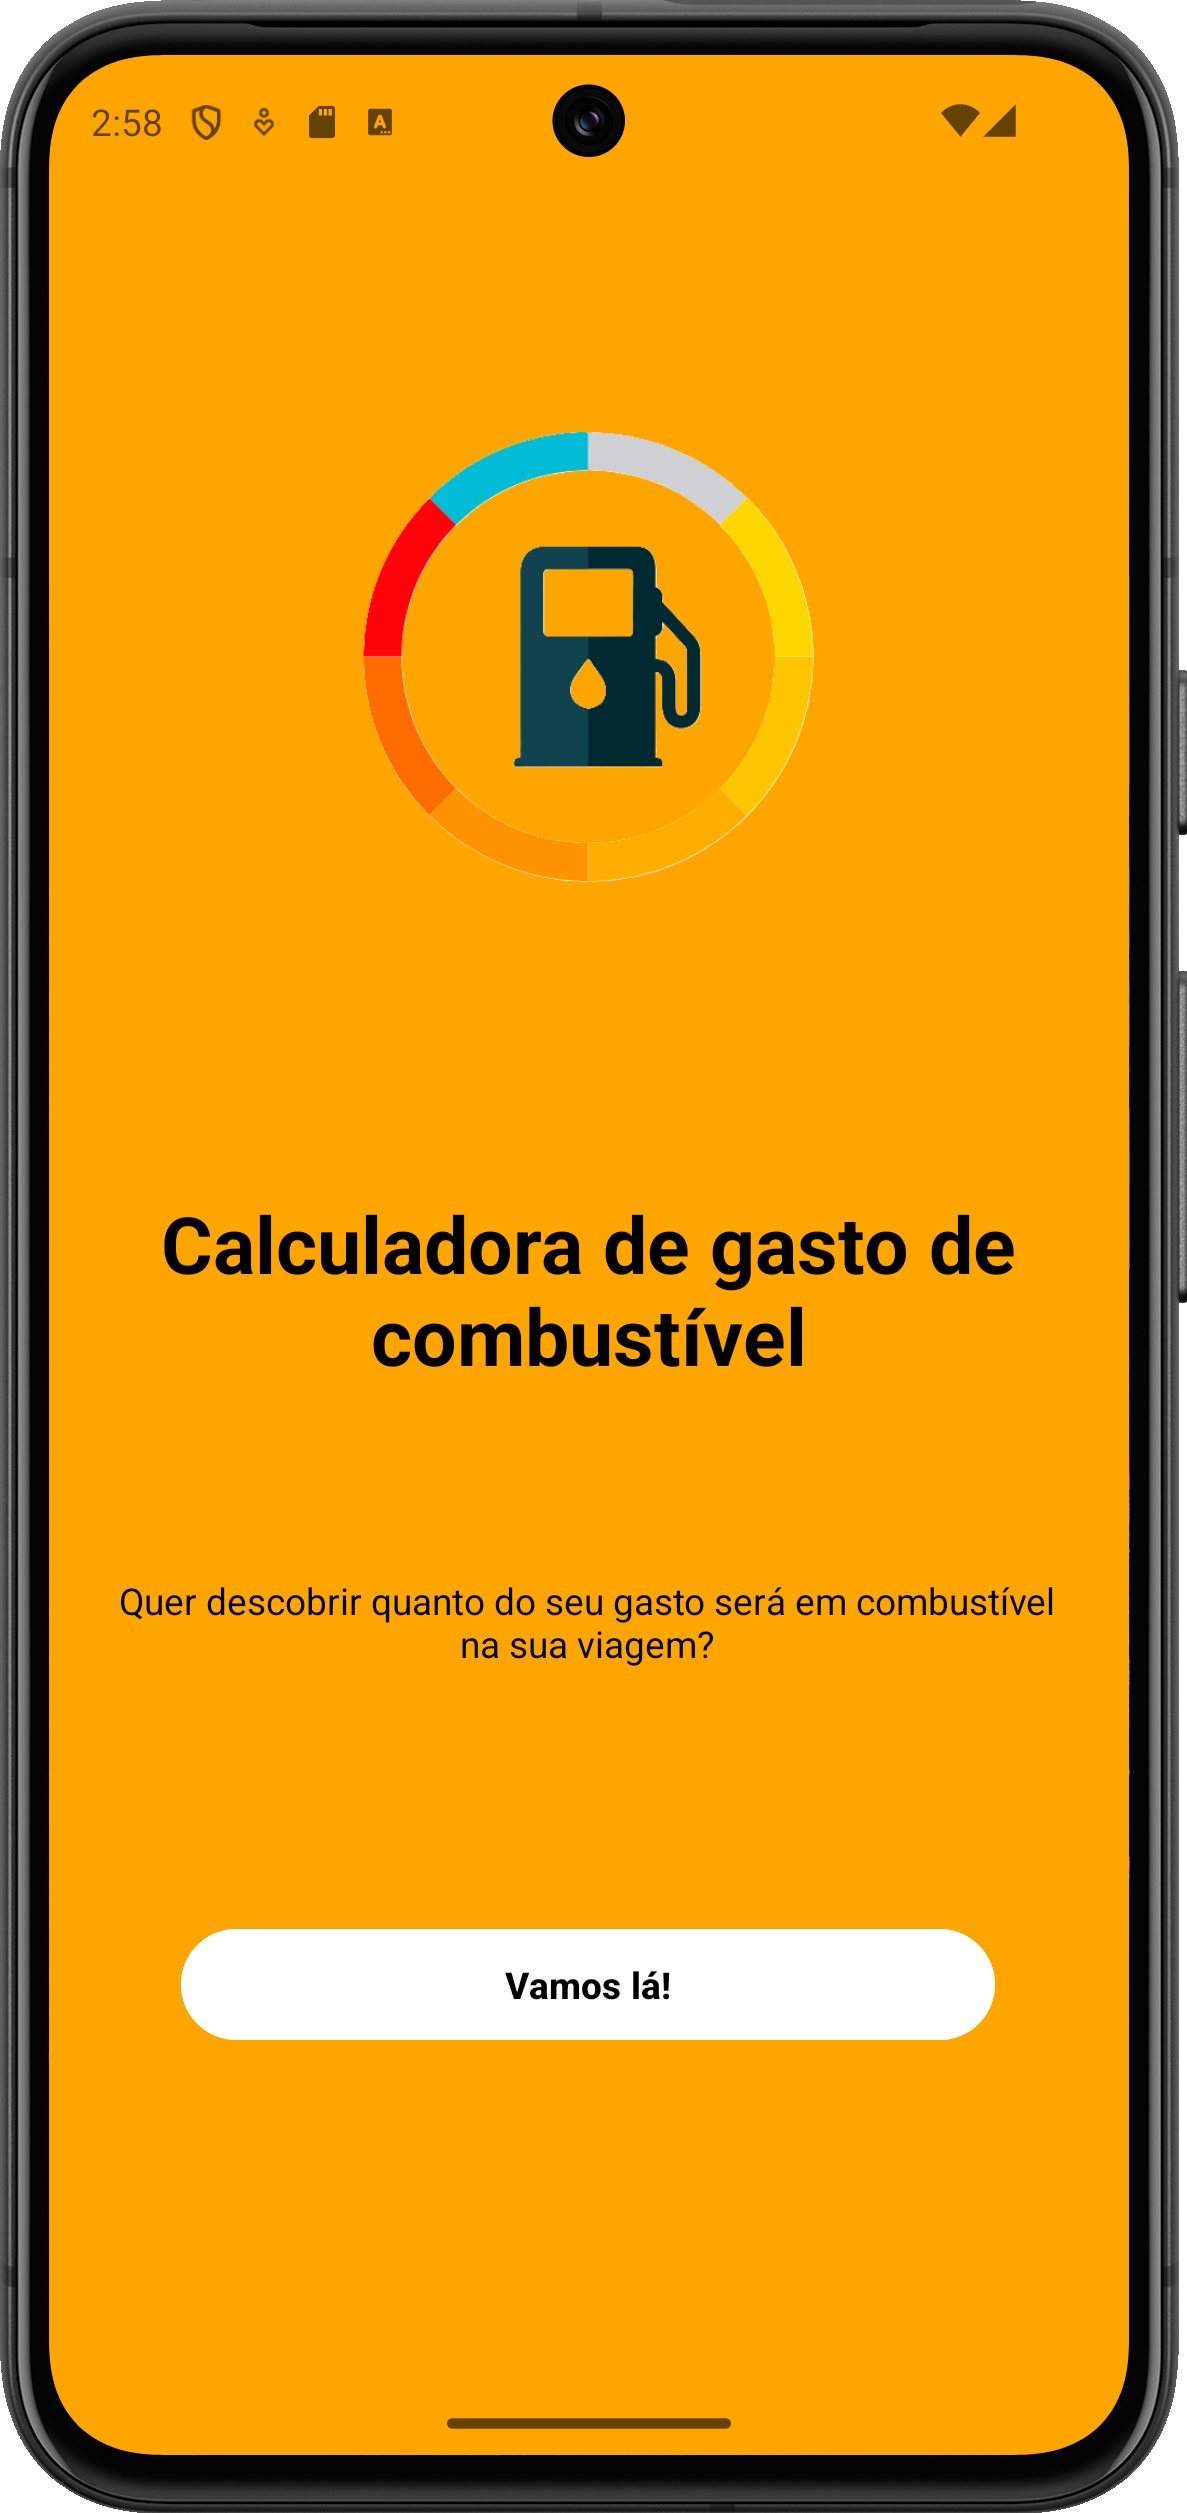 2:58
Calculadora de gasto de
combustível
Quer descobrir quanto do seu gasto será em combustível
na sua viagem?
Vamos lá!